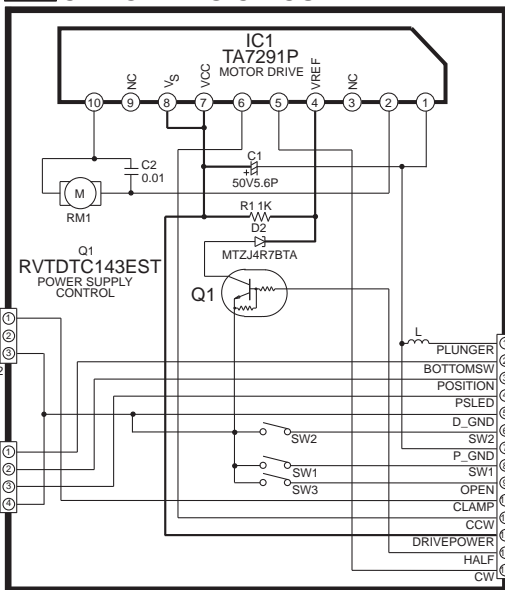 IC1
TA7291P
MOTOR DRIVE
NC
VS
VCC
VREF
NC
10 9 8 7 6 5 4 3 2 1
C2
0.01
C1
+
50V5.6P
M
RM1
R1 1K
D2
MTZJ4R7BTA
Q1
RVTDTC143EST
POWER SUPPLY
CONTROL
Q1
1
2
3
L
PLUNGER
BOTTOMSW
POSITION
PSLED
D_GND
SW2
SW2
P_GND
SW1
SW1
SW3
OPEN
CLAMP
CCW
DRIVEPOWER
HALF
CW
1
2
3
4